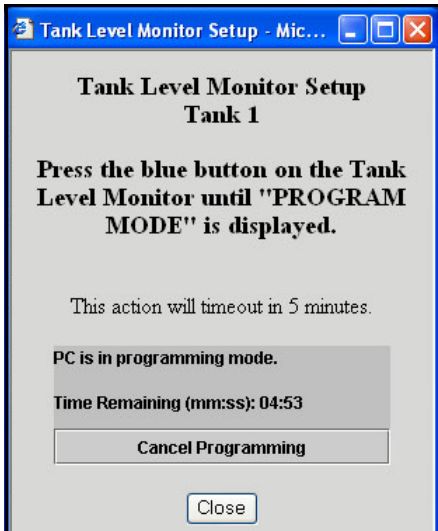 Tank Level Monitor Setup - Mic...
Tank Level Monitor Setup
Tank 1
Press the blue button on the Tank
Level Monitor until "PROGRAM
MODE" is displayed.
This action will timeout in 5 minutes.
PC is in programming mode.
Time Remaining (mm:ss): 04:53
Cancel Programming
Close